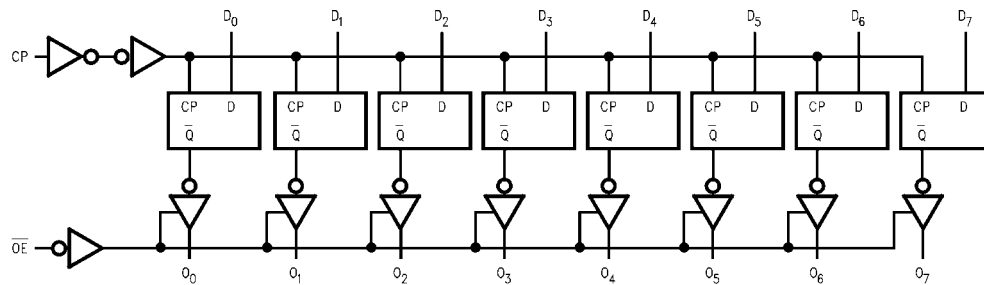 D₀ D₁ D₂ D₃ D₄ D₅ D₆ D₇
CP
CP D CP D CP D CP D CP D CP D CP D CP D
Q̅ Q̅ Q̅ Q̅ Q̅ Q̅ Q̅ Q̅
O̅E̅
O₀ O₁ O₂ O₃ O₄ O₅ O₆ O₇